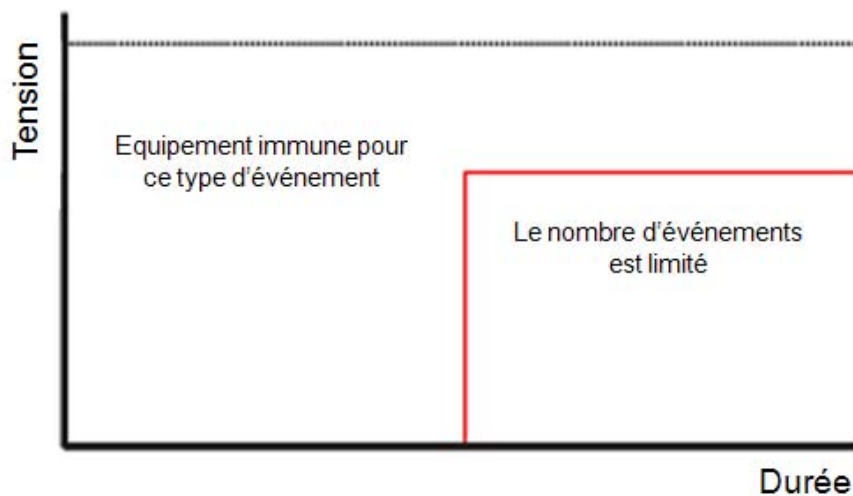 Tension
Equipement immune pour
ce type d'événement
Le nombre d'événements
est limité
Durée